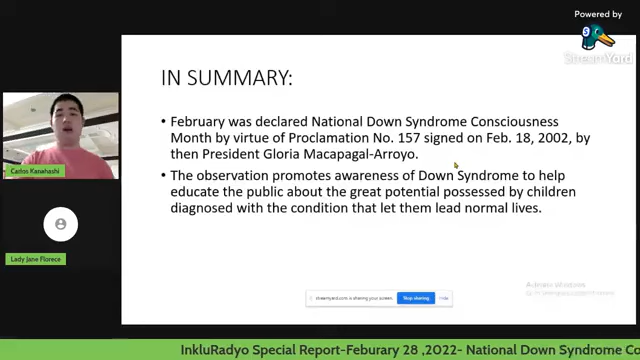 Powered by
StreamYard
IN SUMMARY:
• February was declared National Down Syndrome Consciousness
Month by virtue of Proclamation No. 157 signed on Feb. 18, 2002, by
then President Gloria Macapagal-Arroyo.
• The observation promotes awareness of Down Syndrome to help
educate the public about the great potential possessed by children
diagnosed with the condition that let them lead normal lives.
Carlos Kanahashi
Lady Jane Florece
streamyard.com is sharing your screen.
Stop sharing
Hide
Activate Windows
InkluRadyo Special Report-Feburary 28 ,2022- National Down Syndrome Co